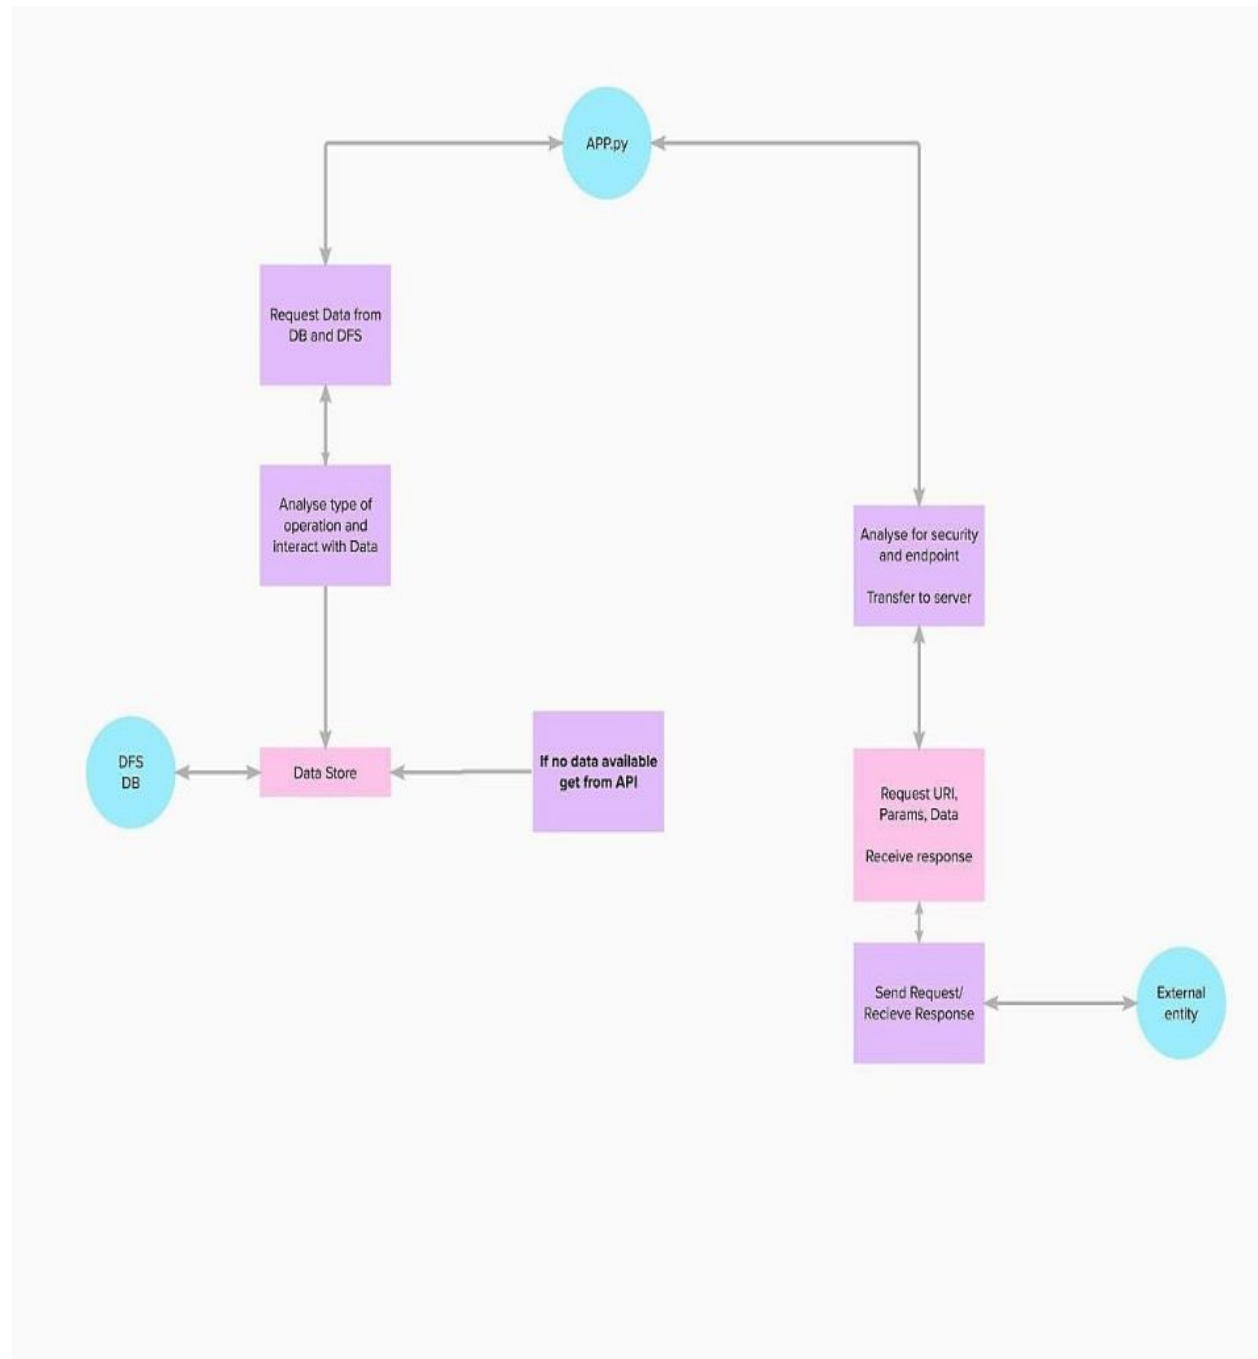 APP.py
Request Data from
DB and DFS
Analyse type of
operation and
interact with Data
Analyse for security
and endpoint
Transfer to server
DFS
DB
Data Store
If no data available
get from API
Request URI,
Params, Data
Receive response
Send Request/
Recieve Response
External
entity